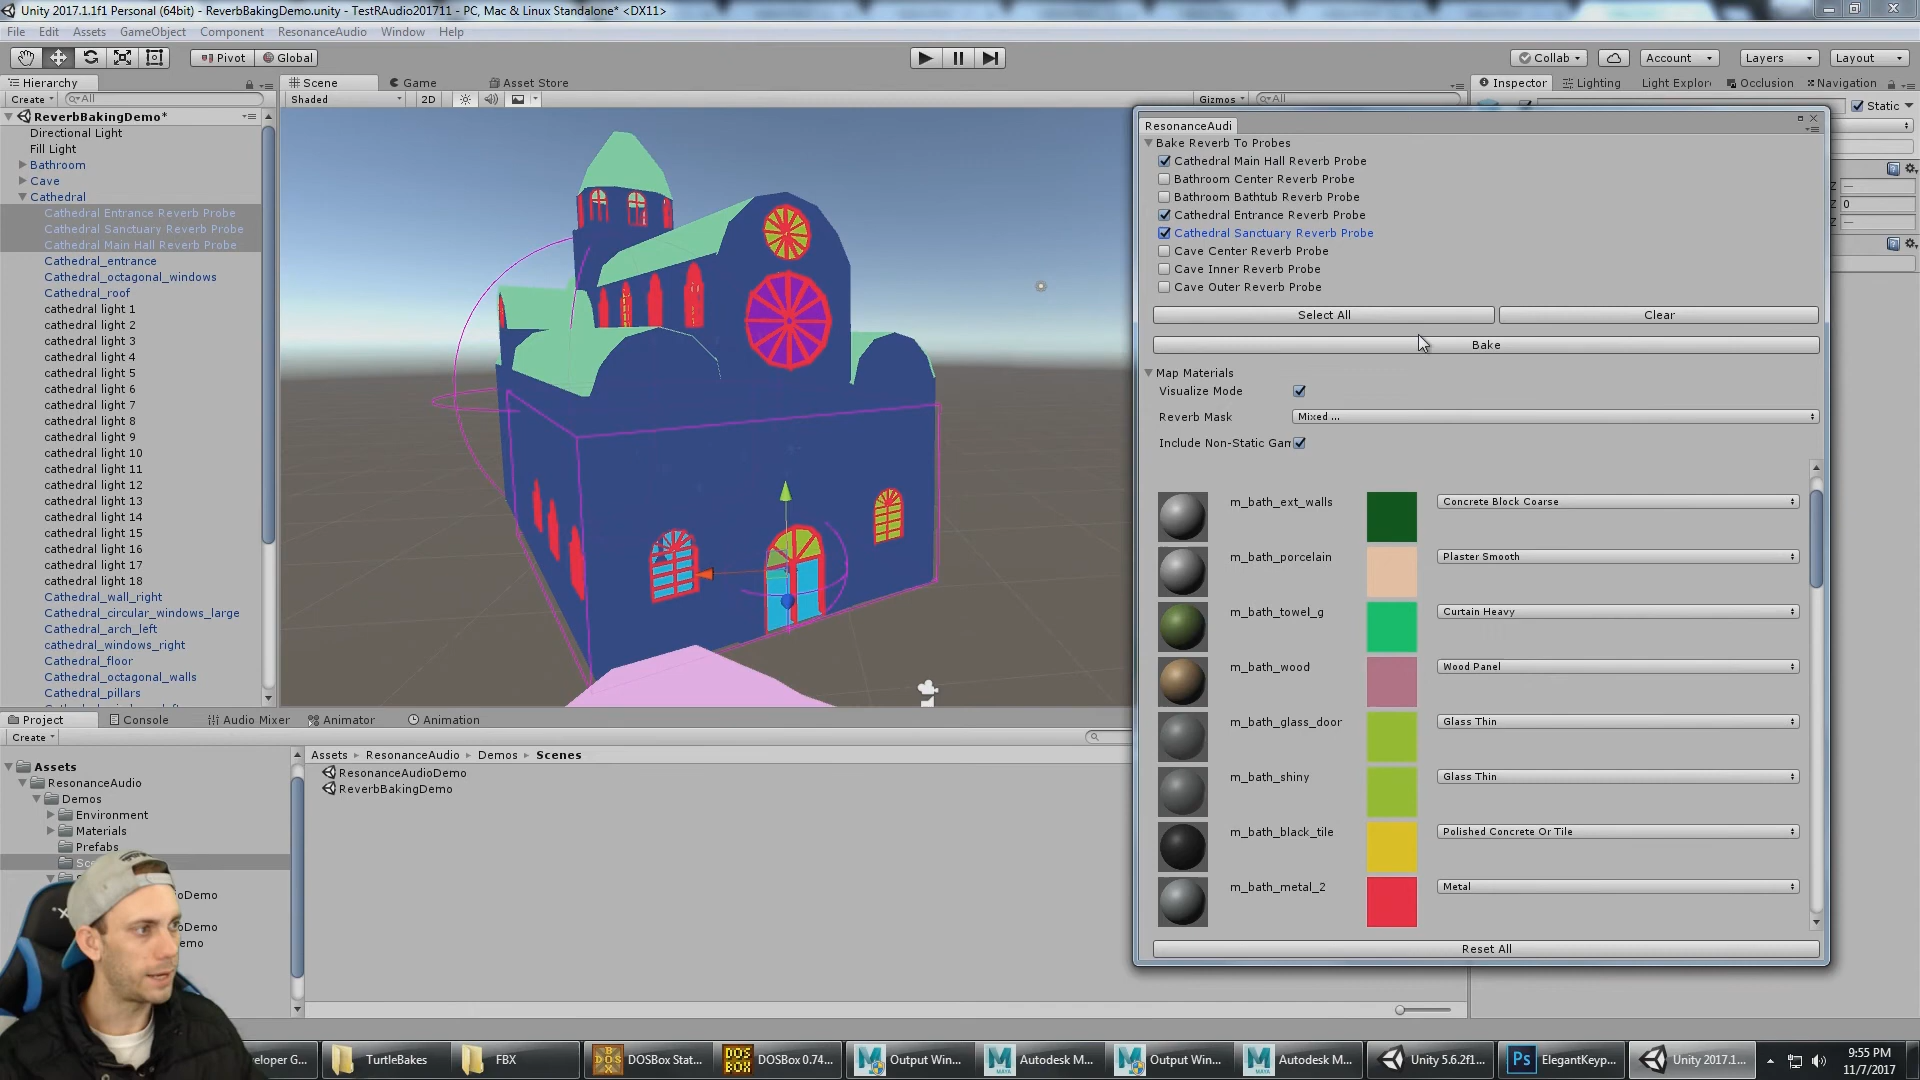 Unity 2017.1.1f1 Personal (64bit) - ReverbBakingDemo.unity - TestRAudio201711 - PC, Mac & Linux Standalone* <DX11>
File Edit Assets GameObject Component ResonanceAudio Window Help
Pivot Global Collab Account Layers Layout
Hierarchy Scene Game Asset Store Inspector Lighting Light Explor Occlusion Navigation
Create All Shaded 2D Gizmos All Static
ReverbBakingDemo*
Directional Light
Fill Light
Bathroom
Cave
Cathedral
Cathedral Entrance Reverb Probe
Cathedral Sanctuary Reverb Probe
Cathedral Main Hall Reverb Probe
Cathedral_entrance
Cathedral_octagonal_windows
Cathedral_roof
cathedral light 1
cathedral light 2
cathedral light 3
cathedral light 4
cathedral light 5
cathedral light 6
cathedral light 7
cathedral light 8
cathedral light 9
cathedral light 10
cathedral light 11
cathedral light 12
cathedral light 13
cathedral light 14
cathedral light 15
cathedral light 16
cathedral light 17
cathedral light 18
Cathedral_wall_right
Cathedral_circular_windows_large
Cathedral_arch_left
cathedral_windows_right
Cathedral_floor
Cathedral_octagonal_walls
Cathedral_pillars
ResonanceAudi
Bake Reverb To Probes
Cathedral Main Hall Reverb Probe
Bathroom Center Reverb Probe
Bathroom Bathtub Reverb Probe
Cathedral Entrance Reverb Probe
Cathedral Sanctuary Reverb Probe
Cave Center Reverb Probe
Cave Inner Reverb Probe
Cave Outer Reverb Probe
Select All Clear
Bake
Map Materials
Visualize Mode
Reverb Mask Mixed ...
Include Non-Static Gan
m_bath_ext_walls Concrete Block Coarse
m_bath_porcelain Plaster Smooth
m_bath_towel_g Curtain Heavy
m_bath_wood Wood Panel
m_bath_glass_door Glass Thin
m_bath_shiny Glass Thin
m_bath_black_tile Polished Concrete Or Tile
m_bath_metal_2 Metal
Reset All
Z
Z 0
Z
Project Console Audio Mixer Animator Animation
Create
Assets
ResonanceAudio
Demos
Environment
Materials
Prefabs
Sce
oDemo
oDemo
emo
Assets ResonanceAudio Demos Scenes
ResonanceAudioDemo
ReverbBakingDemo
eloper G... TurtleBakes FBX DOSBox Stat... DOSBox 0.74... Output Win... Autodesk M... Output Win... Autodesk M... Unity 5.6.2f1... ElegantKeyp... Unity 2017.1...
9:55 PM
11/7/2017